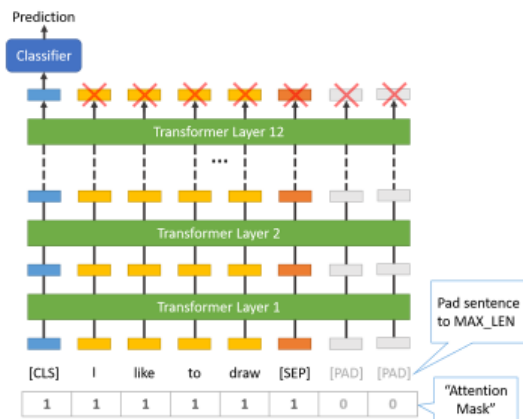 Prediction
Classifier
Transformer Layer 12
...
Transformer Layer 2
Transformer Layer 1
Pad sentence
to MAX_LEN
[CLS] I like to draw [SEP] [PAD] [PAD]
1 1 1 1 1 1 0 0
"Attention
Mask"